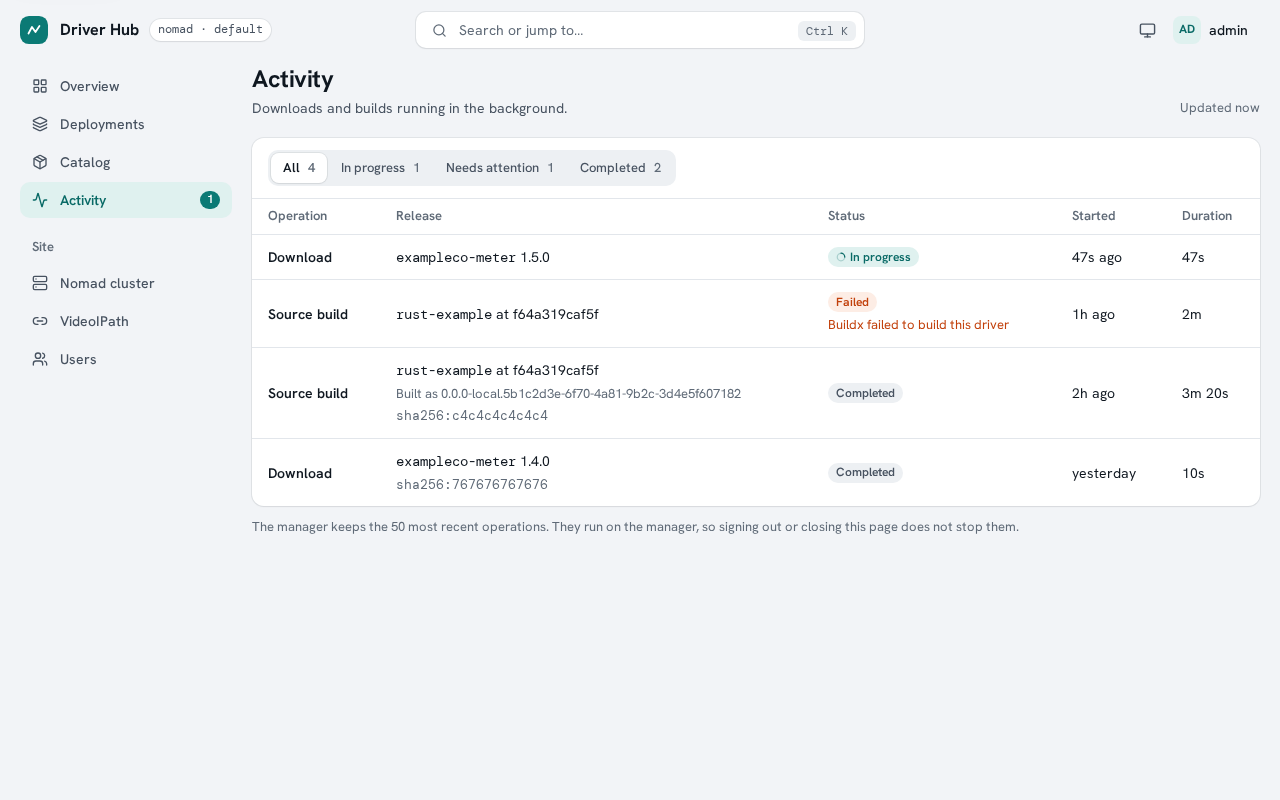 Driver Hub
nomad · default
Search or jump to...
Ctrl K
AD
admin
Overview
Deployments
Catalog
Activity
1
Site
Nomad cluster
VideoIPath
Users
Activity
Downloads and builds running in the background.
Updated now
All 4
In progress 1
Needs attention 1
Completed 2
Operation Release Status Started Duration
Download exampleco-meter 1.5.0 In progress 47s ago 47s
Source build rust-example at f64a319caf5f Failed 1h ago 2m
Buildx failed to build this driver
Source build rust-example at f64a319caf5f Completed 2h ago 3m 20s
Built as 0.0.0-local.5b1c2d3e-6f70-4a81-9b2c-3d4e5f607182
sha256:c4c4c4c4c4c4
Download exampleco-meter 1.4.0 Completed yesterday 10s
sha256:767676767676
The manager keeps the 50 most recent operations. They run on the manager, so signing out or closing this page does not stop them.